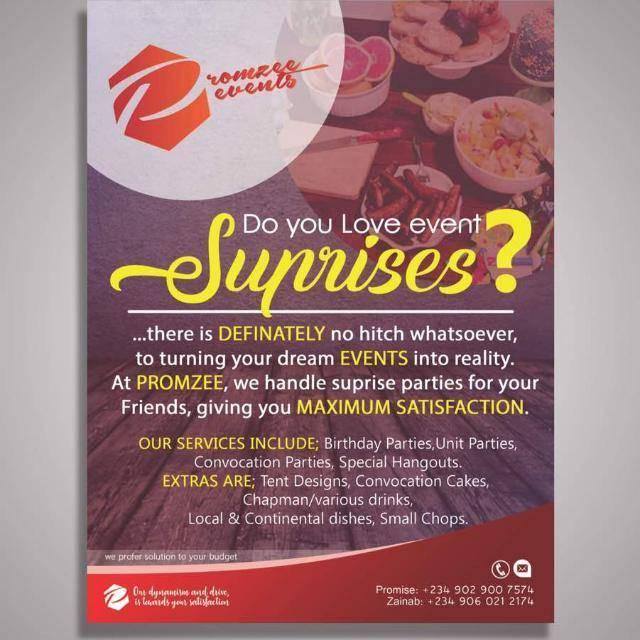 Promzee
events
Do you Love event
Suprises?
...there is DEFINATELY no hitch whatsoever,
to turning your dream EVENTS into reality.
At PROMZEE, we handle suprise parties for your
Friends, giving you MAXIMUM SATISFACTION.
OUR SERVICES INCLUDE; Birthday Parties,Unit Parties,
Convocation Parties, Special Hangouts.
EXTRAS ARE; Tent Designs, Convocation Cakes,
Chapman/various drinks,
Local & Continental dishes, Small Chops.
we profer solution to your budget
Our dynamism and drive,
is towards your satisfaction
Promise: +234 902 900 7574
Zainab: +234 906 021 2174